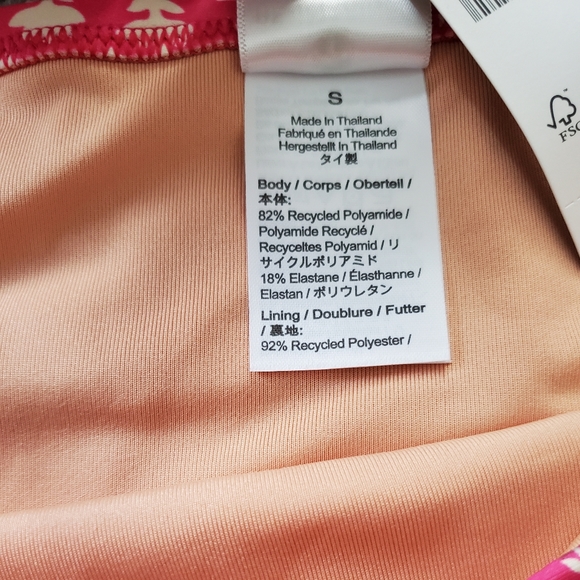 S
Made In Thailand
Fabriqué en Thaïlande
Hergestellt In Thailand
タイ製
Body / Corps / Oberteil /
本体:
82% Recycled Polyamide /
Polyamide Recyclé /
Recyceltes Polyamid / リ
サイクルポリアミド
18% Elastane / Élasthanne /
Elastan / ポリウレタン
Lining / Doublure / Futter
/ 裏地:
92% Recycled Polyester /
FSC